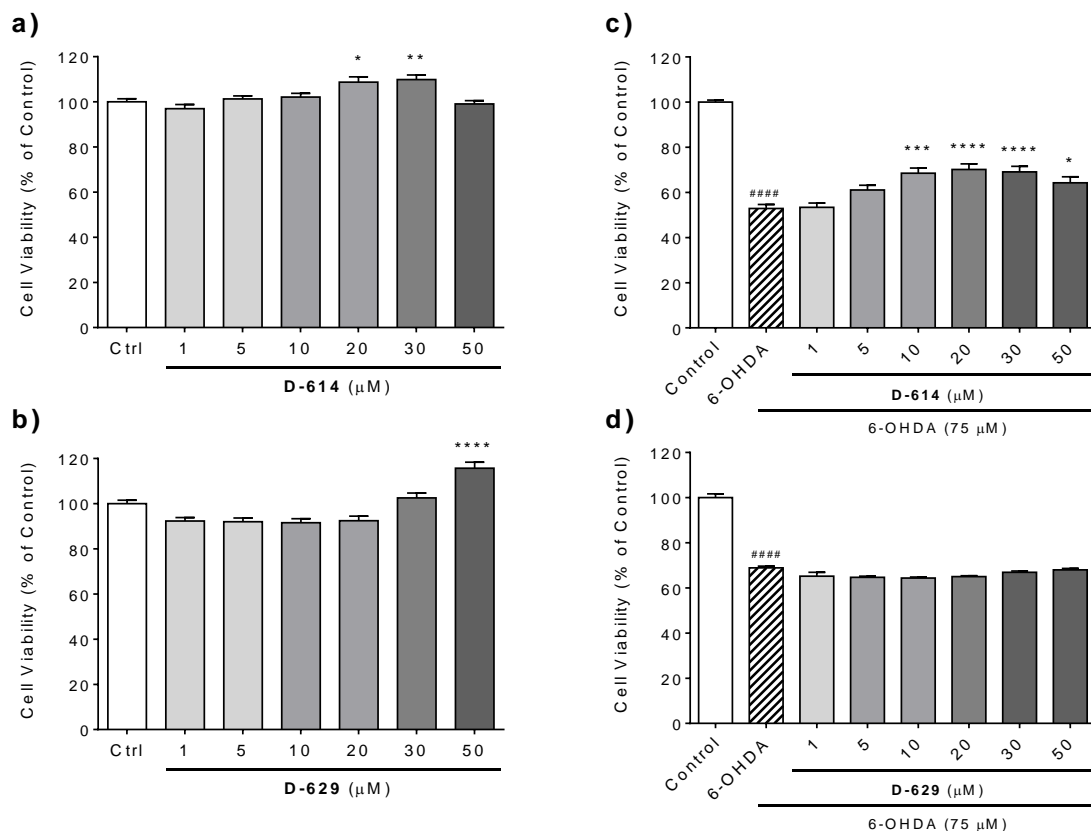 a)
Cell Viability (% of Control)
120
100
80
60
40
20
0
* **
Ctrl 1 5 10 20 30 50
D-614 (μM)
c)
Cell Viability (% of Control)
120
100
80
60
40
20
0
#### *** **** **** *
Control 6-OHDA 1 5 10 20 30 50
D-614 (μM)
6-OHDA (75 μM)
b)
Cell Viability (% of Control)
120
100
80
60
40
20
0
****
Ctrl 1 5 10 20 30 50
D-629 (μM)
d)
Cell Viability (% of Control)
120
100
80
60
40
20
0
####
Control 6-OHDA 1 5 10 20 30 50
D-629 (μM)
6-OHDA (75 μM)